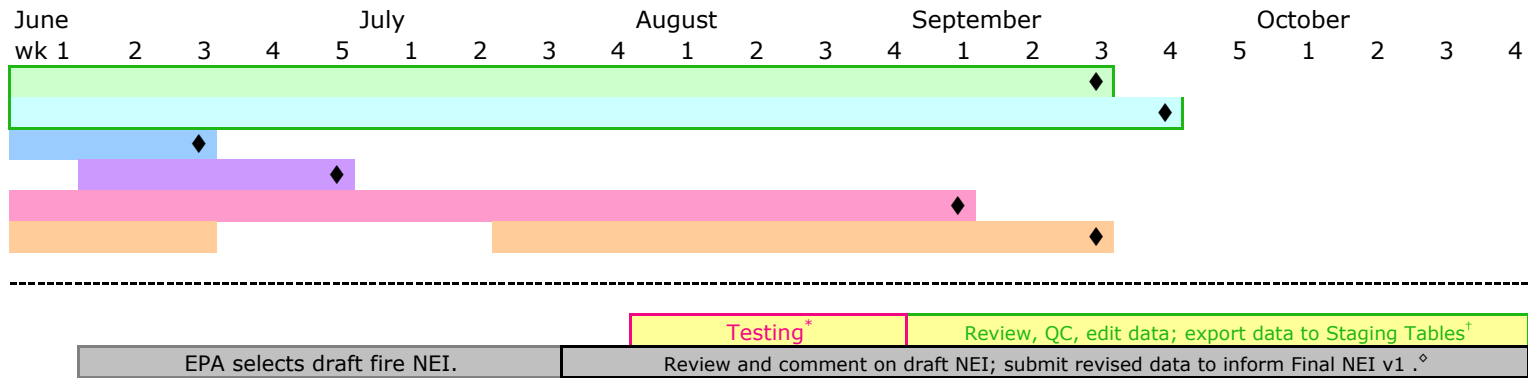 June July August September October
wk 1 2 3 4 5 1 2 3 4 1 2 3 4 1 2 3 4 5 1 2 3 4
Testing* Review, QC, edit data; export data to Staging Tables†
EPA selects draft fire NEI. Review and comment on draft NEI; submit revised data to inform Final NEI v1 .◊